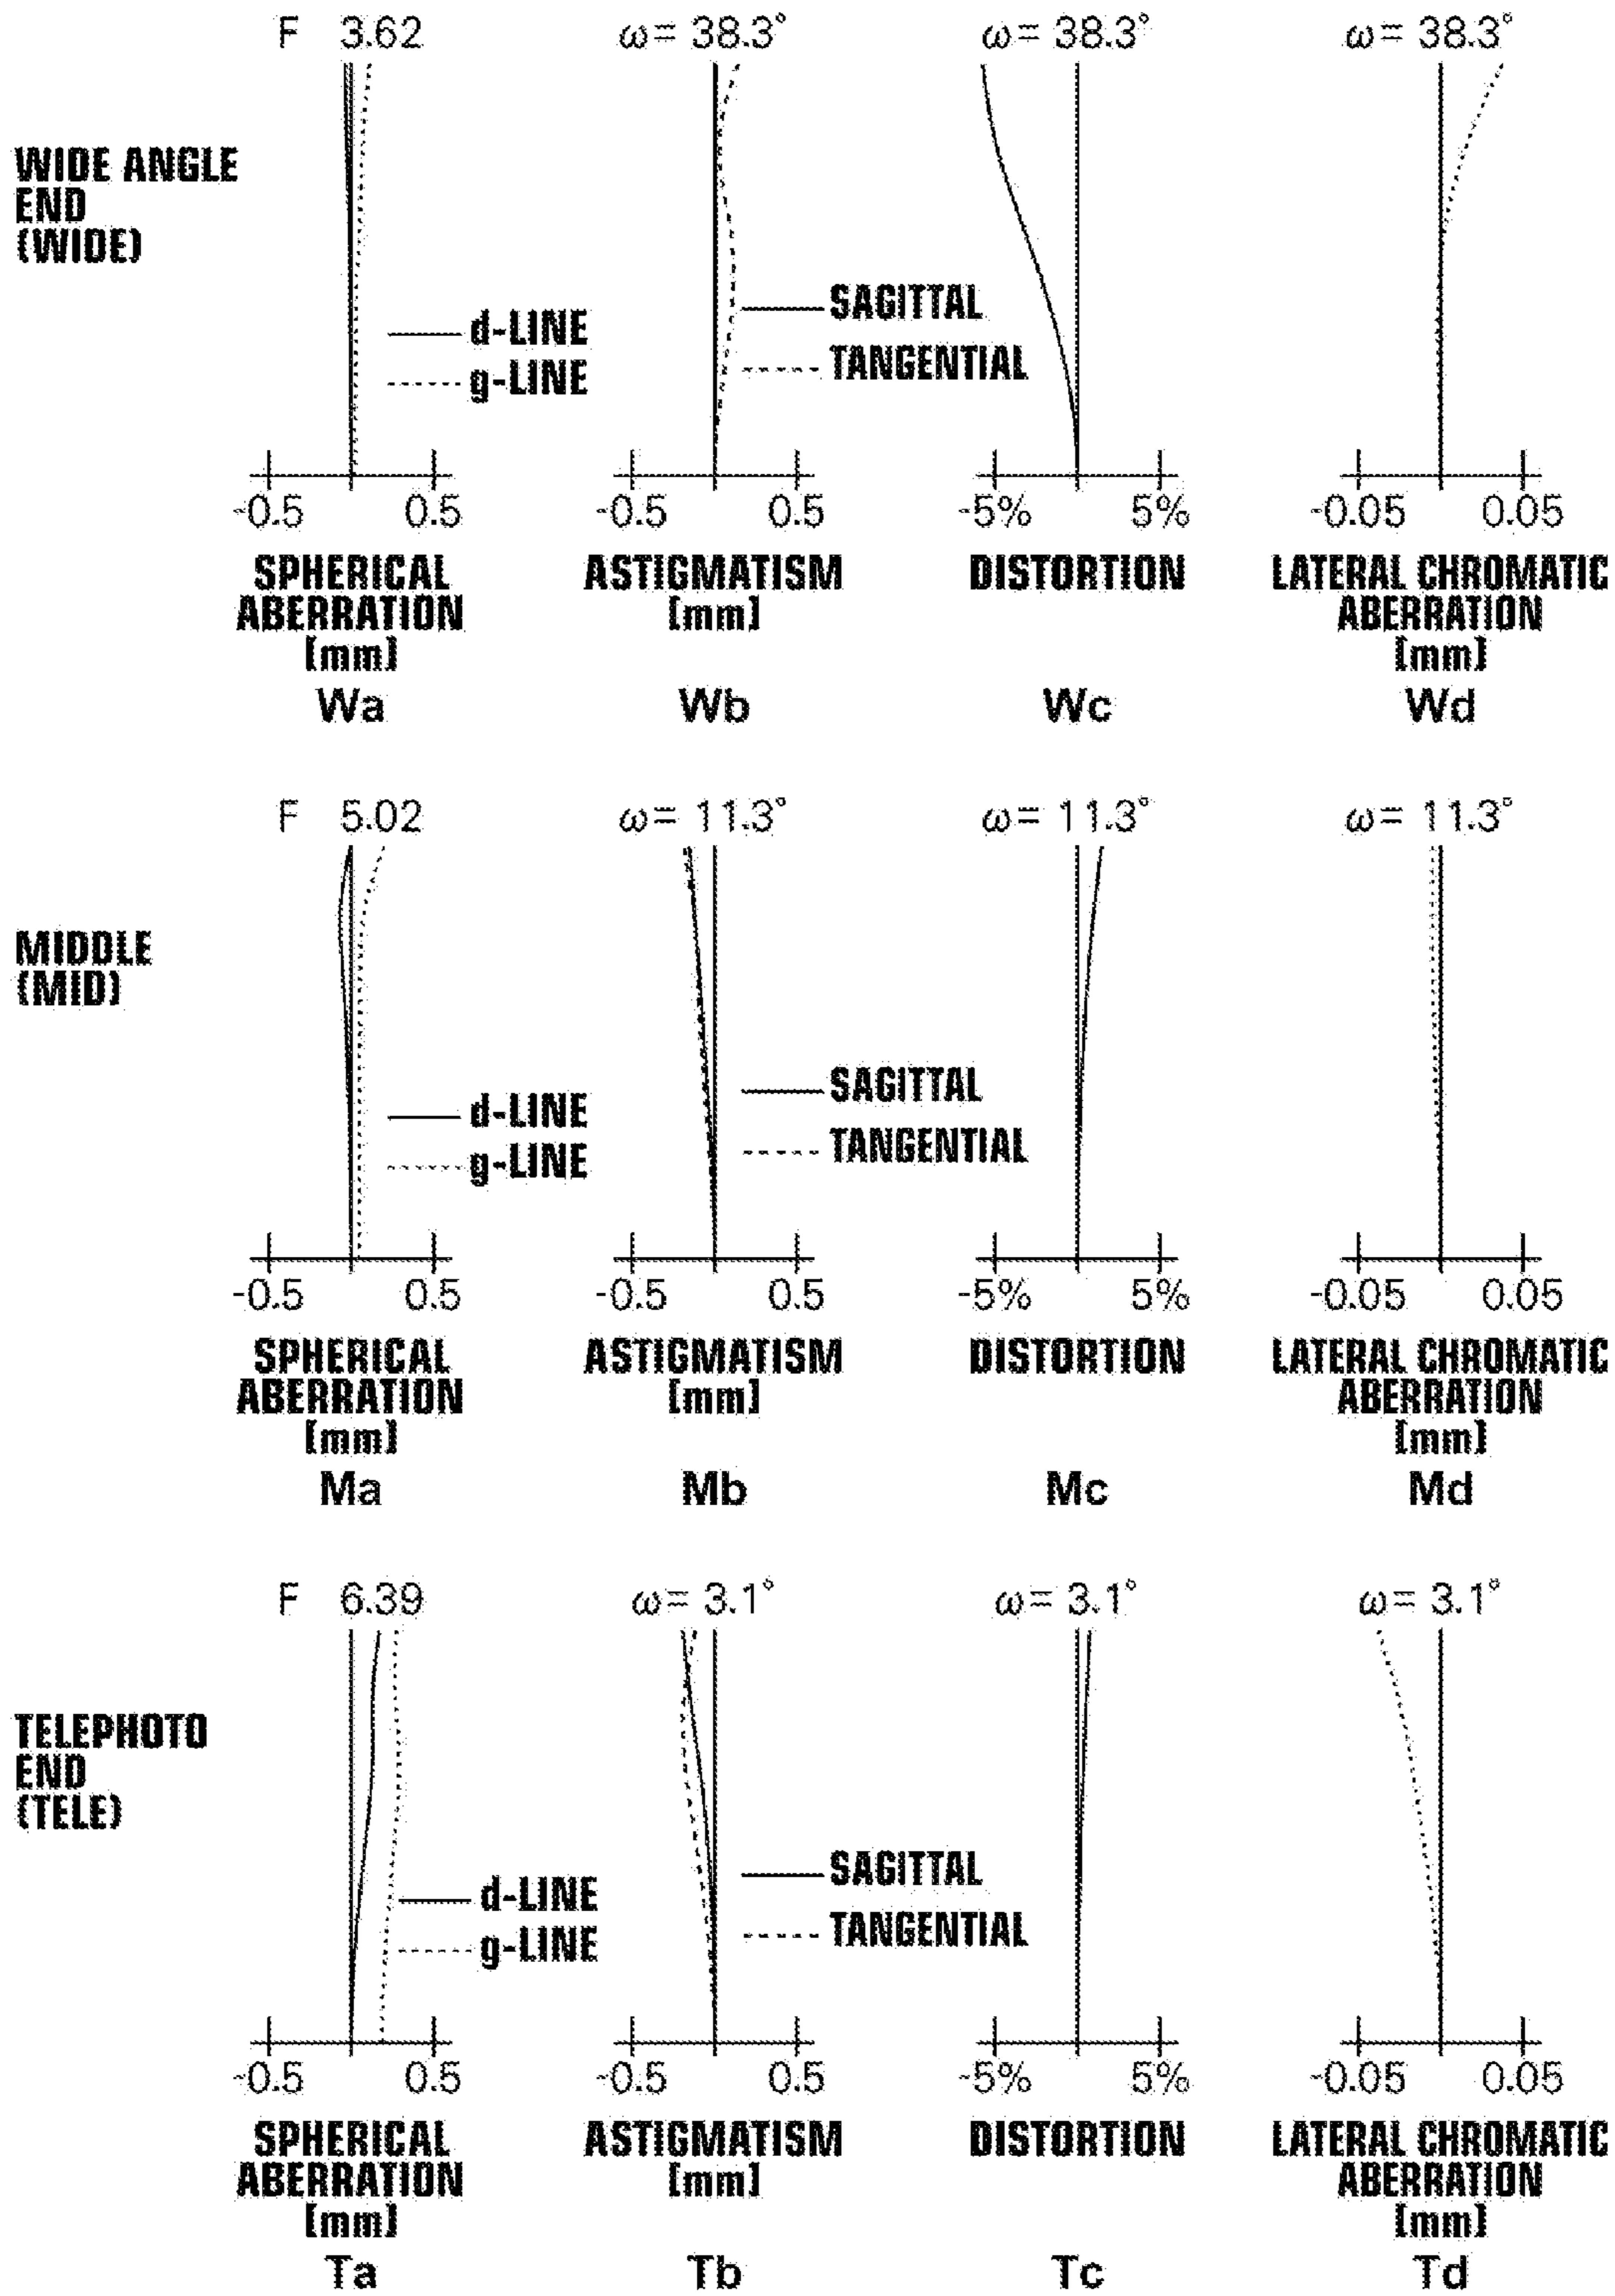 F 3.62
ω= 38.3°
ω= 38.3°
ω= 38.3°
WIDE ANGLE
END
(WIDE)
d-LINE
g-LINE
SAGITTAL
TANGENTIAL
-0.5 0.5
-0.5 0.5
-5% 5%
-0.05 0.05
SPHERICAL
ABERRATION
[mm]
ASTIGMATISM
[mm]
DISTORTION
LATERAL CHROMATIC
ABERRATION
[mm]
Wa
Wb
Wc
Wd
F 5.02
ω= 11.3°
ω= 11.3°
ω= 11.3°
MIDDLE
(MID)
d-LINE
g-LINE
SAGITTAL
TANGENTIAL
-0.5 0.5
-0.5 0.5
-5% 5%
-0.05 0.05
SPHERICAL
ABERRATION
[mm]
ASTIGMATISM
[mm]
DISTORTION
LATERAL CHROMATIC
ABERRATION
[mm]
Ma
Mb
Mc
Md
F 6.39
ω= 3.1°
ω= 3.1°
ω= 3.1°
TELEPHOTO
END
(TELE)
d-LINE
g-LINE
SAGITTAL
TANGENTIAL
-0.5 0.5
-0.5 0.5
-5% 5%
-0.05 0.05
SPHERICAL
ABERRATION
[mm]
ASTIGMATISM
[mm]
DISTORTION
LATERAL CHROMATIC
ABERRATION
[mm]
Ta
Tb
Tc
Td